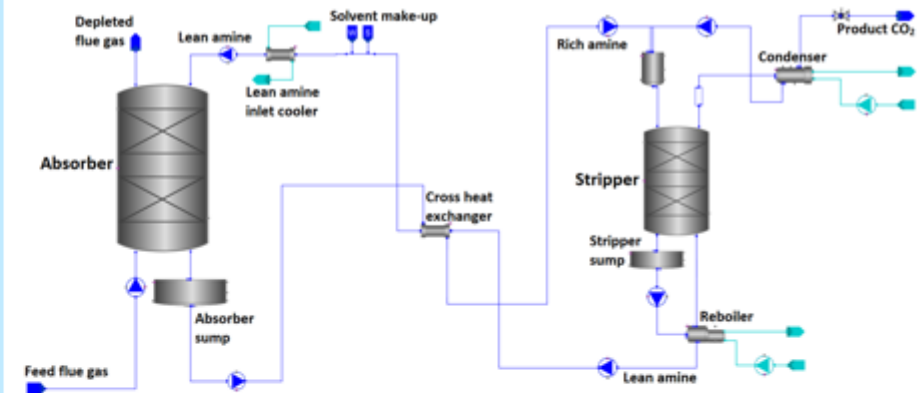 Depleted
flue gas
Lean amine
Solvent make-up
Lean amine
inlet cooler
Rich amine
Product CO₂
Condenser
Absorber
Stripper
Cross heat
exchanger
Stripper
sump
Reboiler
Absorber
sump
Feed flue gas
Lean amine